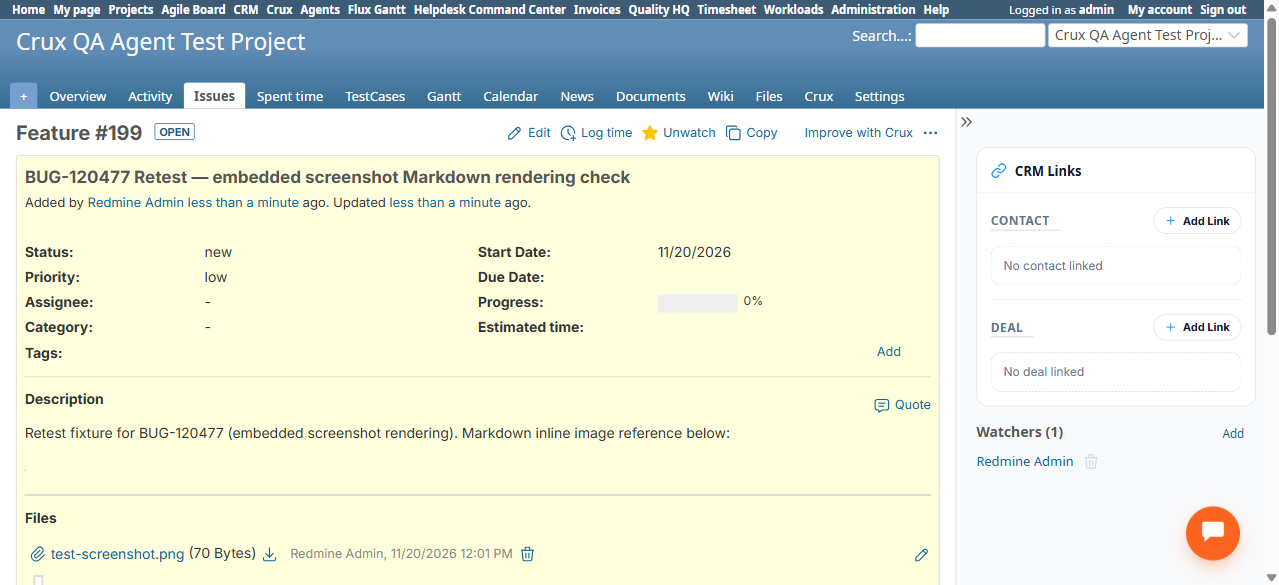 Home My page Projects Agile Board CRM Crux Agents Flux Gantt Helpdesk Command Center Invoices Quality HQ Timesheet Workloads Administration Help Logged in as admin My account Sign out
Crux QA Agent Test Project
Search...: Crux QA Agent Test Proj...
+ Overview Activity Issues Spent time TestCases Gantt Calendar News Documents Wiki Files Crux Settings
Feature #199 OPEN Edit Log time Unwatch Copy Improve with Crux ...
BUG-120477 Retest — embedded screenshot Markdown rendering check
Added by Redmine Admin less than a minute ago. Updated less than a minute ago.
Status: new Start Date: 11/20/2026
Priority: low Due Date:
Assignee: - Progress: 0%
Category: - Estimated time:
Tags: Add
Description
Quote
Retest fixture for BUG-120477 (embedded screenshot rendering). Markdown inline image reference below:
Files
test-screenshot.png (70 Bytes) Redmine Admin, 11/20/2026 12:01 PM
CRM Links
CONTACT + Add Link
No contact linked
DEAL + Add Link
No deal linked
Watchers (1) Add
Redmine Admin